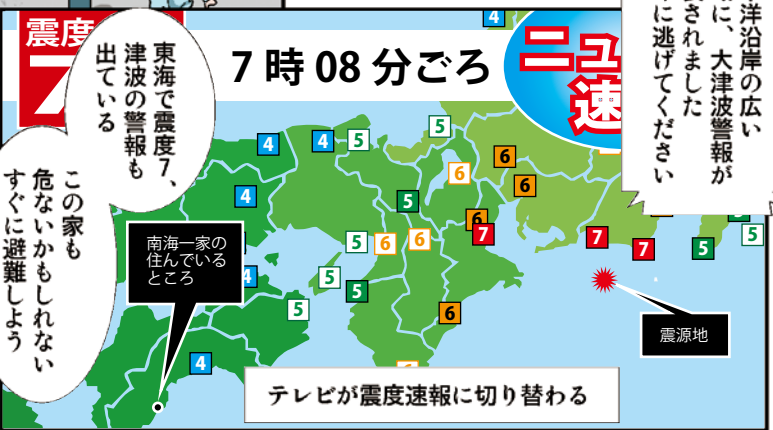 洋沿岸の広い
に、大津波警報が
されました
に逃げてください
ニュ
速
7時08分ごろ
震度
7
東海で震度7、
津波の警報も
出ている
この家も
危ないかもしれない
すぐに避難しよう
南海一家の
住んでいる
ところ
震源地
テレビが震度速報に切り替わる
4
4
4
5
5
6
6
6
4
5
6
7
5
6
6
7
7
5
5
4
5
5
5
6
4